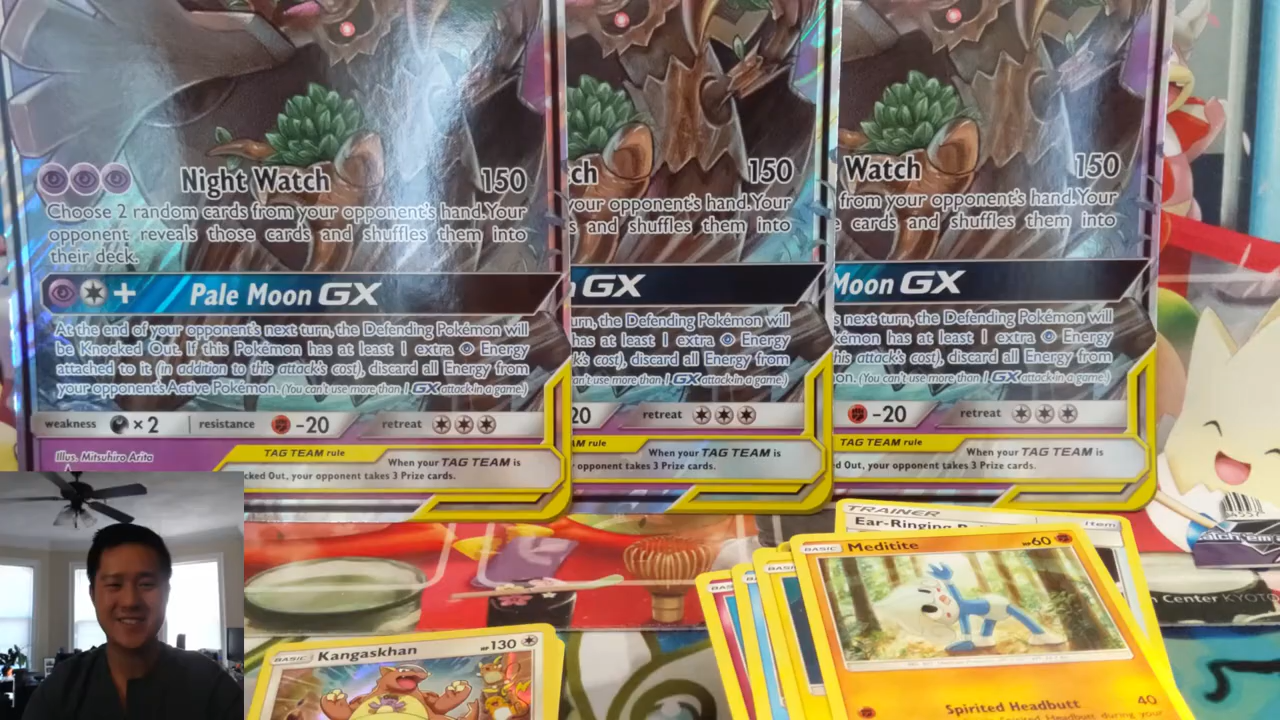 Night Watch 150
Choose 2 random cards from your opponent's hand. Your
opponent reveals those cards and shuffles them into
their deck.
+ Pale Moon GX
At the end of your opponent's next turn, the Defending Pokémon will
be Knocked Out. If this Pokémon has at least 1 extra Energy
attached to it (in addition to this attack's cost), discard all Energy from
your opponent's Active Pokémon. (You can't use more than 1 GX attack in a game.)
weakness ×2 resistance -20 retreat
Illus. Mitsuhiro Arita
TAG TEAM rule
When your TAG TEAM is
cked Out, your opponent takes 3 Prize cards.
tch 150
your opponent's hand. Your
s and shuffles them into
GX
urn, the Defending Pokémon will
has at least 1 extra Energy
his attack's cost), discard all Energy from
an't use more than 1 GX attack in a game.)
20 retreat
TAG TEAM rule
When your TAG TEAM is
opponent takes 3 Prize cards.
Watch 150
from your opponent's hand. Your
cards and shuffles them into
Moon GX
s next turn, the Defending Pokémon will
kémon has at least 1 extra Energy
his attack's cost), discard all Energy from
on. (You can't use more than 1 GX attack in a game.)
-20 retreat
TAG TEAM rule
When your TAG TEAM is
ed Out, your opponent takes 3 Prize cards.
TRAINER
Ear-Ringing Item
BASIC
BASIC Meditite HP60
Spirited Headbutt 40
BASIC Kangaskhan HP130
n Center KYOTO